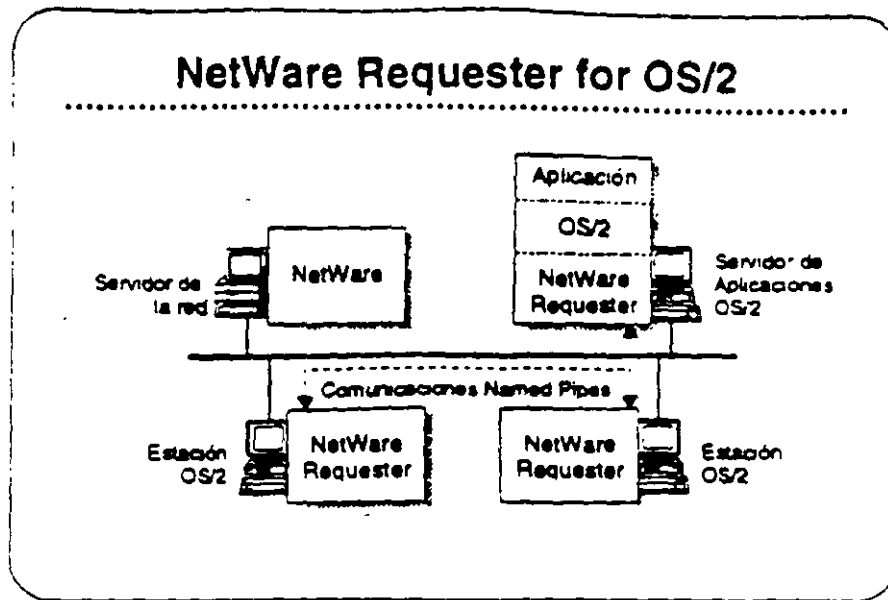 NetWare Requester for OS/2
Aplicación
OS/2
NetWare
Requester
Servidor de
Aplicaciones
OS/2
Servidor de
la red
NetWare
Comunicaciones Named Pipes
Estación
OS/2
NetWare
Requester
NetWare
Requester
Estación
OS/2